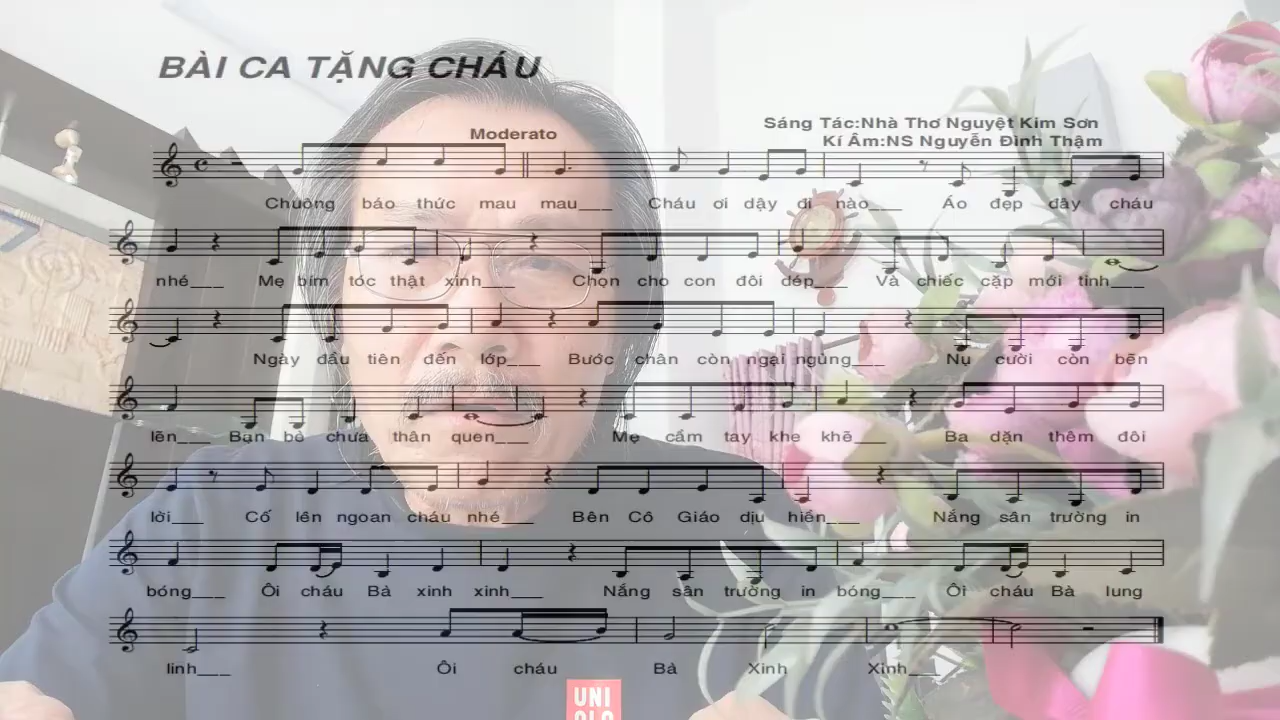 BÀI CA TẶNG CHÁU
Sáng Tác:Nhà Thơ Nguyệt Kim Sơn
Moderato
Kí Âm:NS Nguyễn Đình Thậm
Chuông báo thức mau mau___ Cháu ơi dậy đi nào___ Áo đẹp đây cháu
nhé___ Mẹ bím tóc thật xinh___ Chọn cho con đôi dép___ Và chiếc cặp mới tinh___
Ngày đầu tiên đến lớp___ Bước chân còn ngại ngùng___ Nụ cười còn bẽn
lẽn___ Bạn bè chưa thân quen___ Mẹ cầm tay khe khẽ___ Ba dặn thêm đôi
lời___ Cố lên ngoan cháu nhé___ Bên Cô Giáo dịu hiền___ Nắng sân trường in
bóng___ Ôi cháu Bà xinh xinh___ Nắng sân trường in bóng___ Ôi cháu Bà lung
linh___ Ôi cháu Bà Xinh Xinh___
UNI
QLO